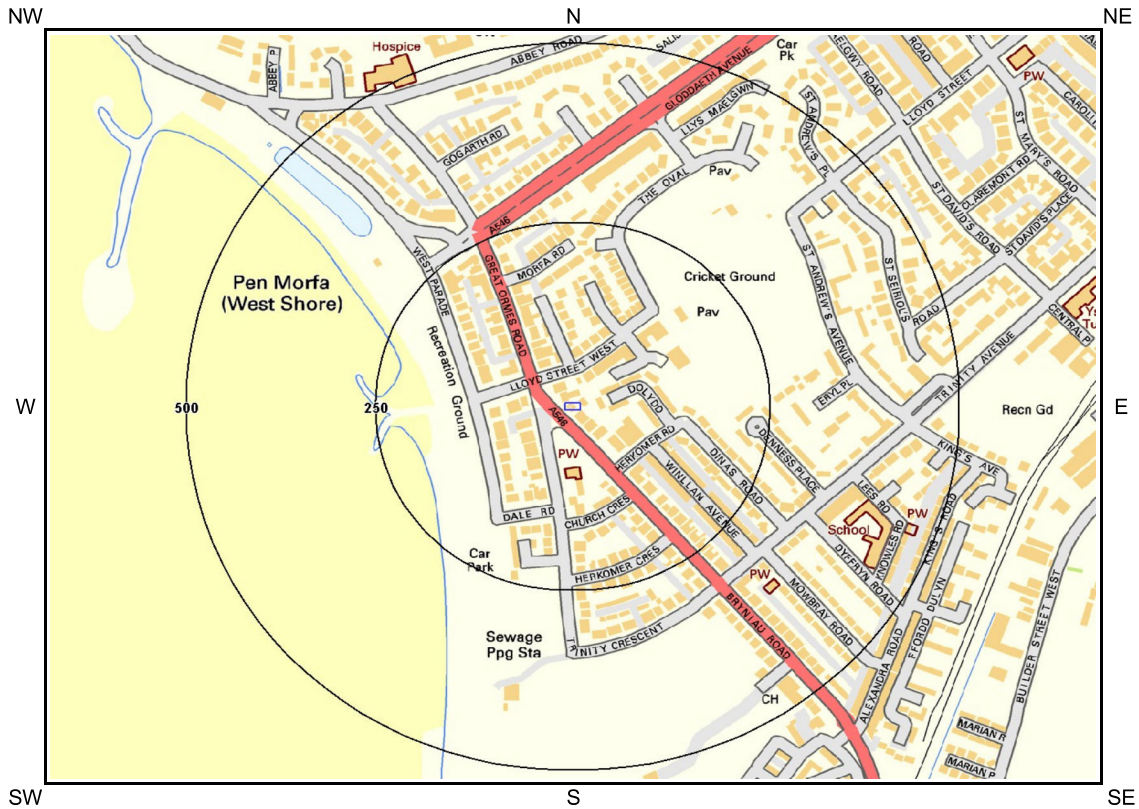 NW
N
NE
Hospice
ABBEY P
ABBEY ROAD
GLODDAETH AVENUE
Car
Pk
ROAD
PW
LLOYD STREET
LLYS MAELGWN
GOGARTH RD
ST MARY'S ROAD
CLAREMONT RD
Pav
THE OVAL
ST DAVID'S ROAD
ST DAVID'S PLACE
A546
WEST PARADE
GREAT ORMES ROAD
MORFA RD
Pen Morfa
(West Shore)
Cricket Ground
Pav
ST ANDREW'S AVENUE
ST SEIRIOL'S
ROAD
CENTRAL P
Recreation Ground
LLOYD STREET WEST
TRINITY AVENUE
ERYL PL
W
500
250
A546
DOLYDD
Recn Gd
E
HERKOMER RD
DENNESS PLACE
DINAS ROAD
WINLLAN AVENUE
KING'S AVE
PW
LEES RD
School
PW
KNOWLES RD
KING'S ROAD
DALE RD
CHURCH CRES
DYFFRYN ROAD
Car
Park
HERKOMER CRES
PW
MOWBRAY ROAD
BRYNIAU ROAD
FFORDD DULYN
BUILDER STREET WEST
Sewage
Ppg Sta
TRINITY CRESCENT
ALEXANDRA ROAD
CH
MARIAN R
MARIAN P
SW
S
SE